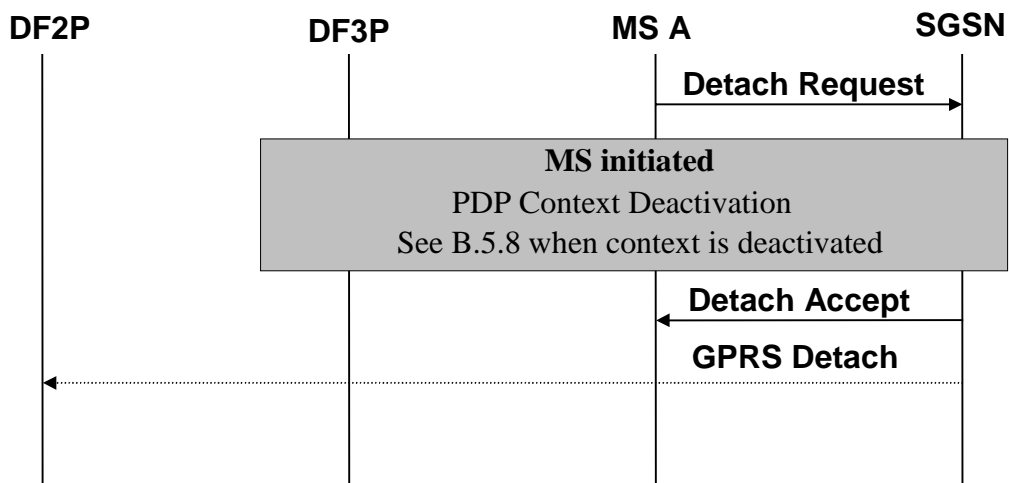 DF2P DF3P MS A SGSN
Detach Request
MS initiated
PDP Context Deactivation
See B.5.8 when context is deactivated
Detach Accept
GPRS Detach